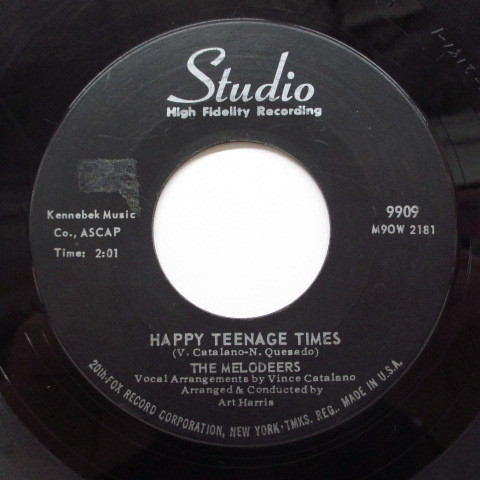 Studio
High Fidelity Recording
Kennebek Music
Co., ASCAP
Time: 2:01
9909
M9OW 2181
HAPPY TEENAGE TIMES
(V. Catalano-N. Quesado)
THE MELODEERS
Vocal Arrangements by Vince Catalano
Arranged & Conducted by
Art Harris
20th-FOX RECORD CORPORATION, NEW YORK · TMKS. REG.. MADE IN U.S.A.